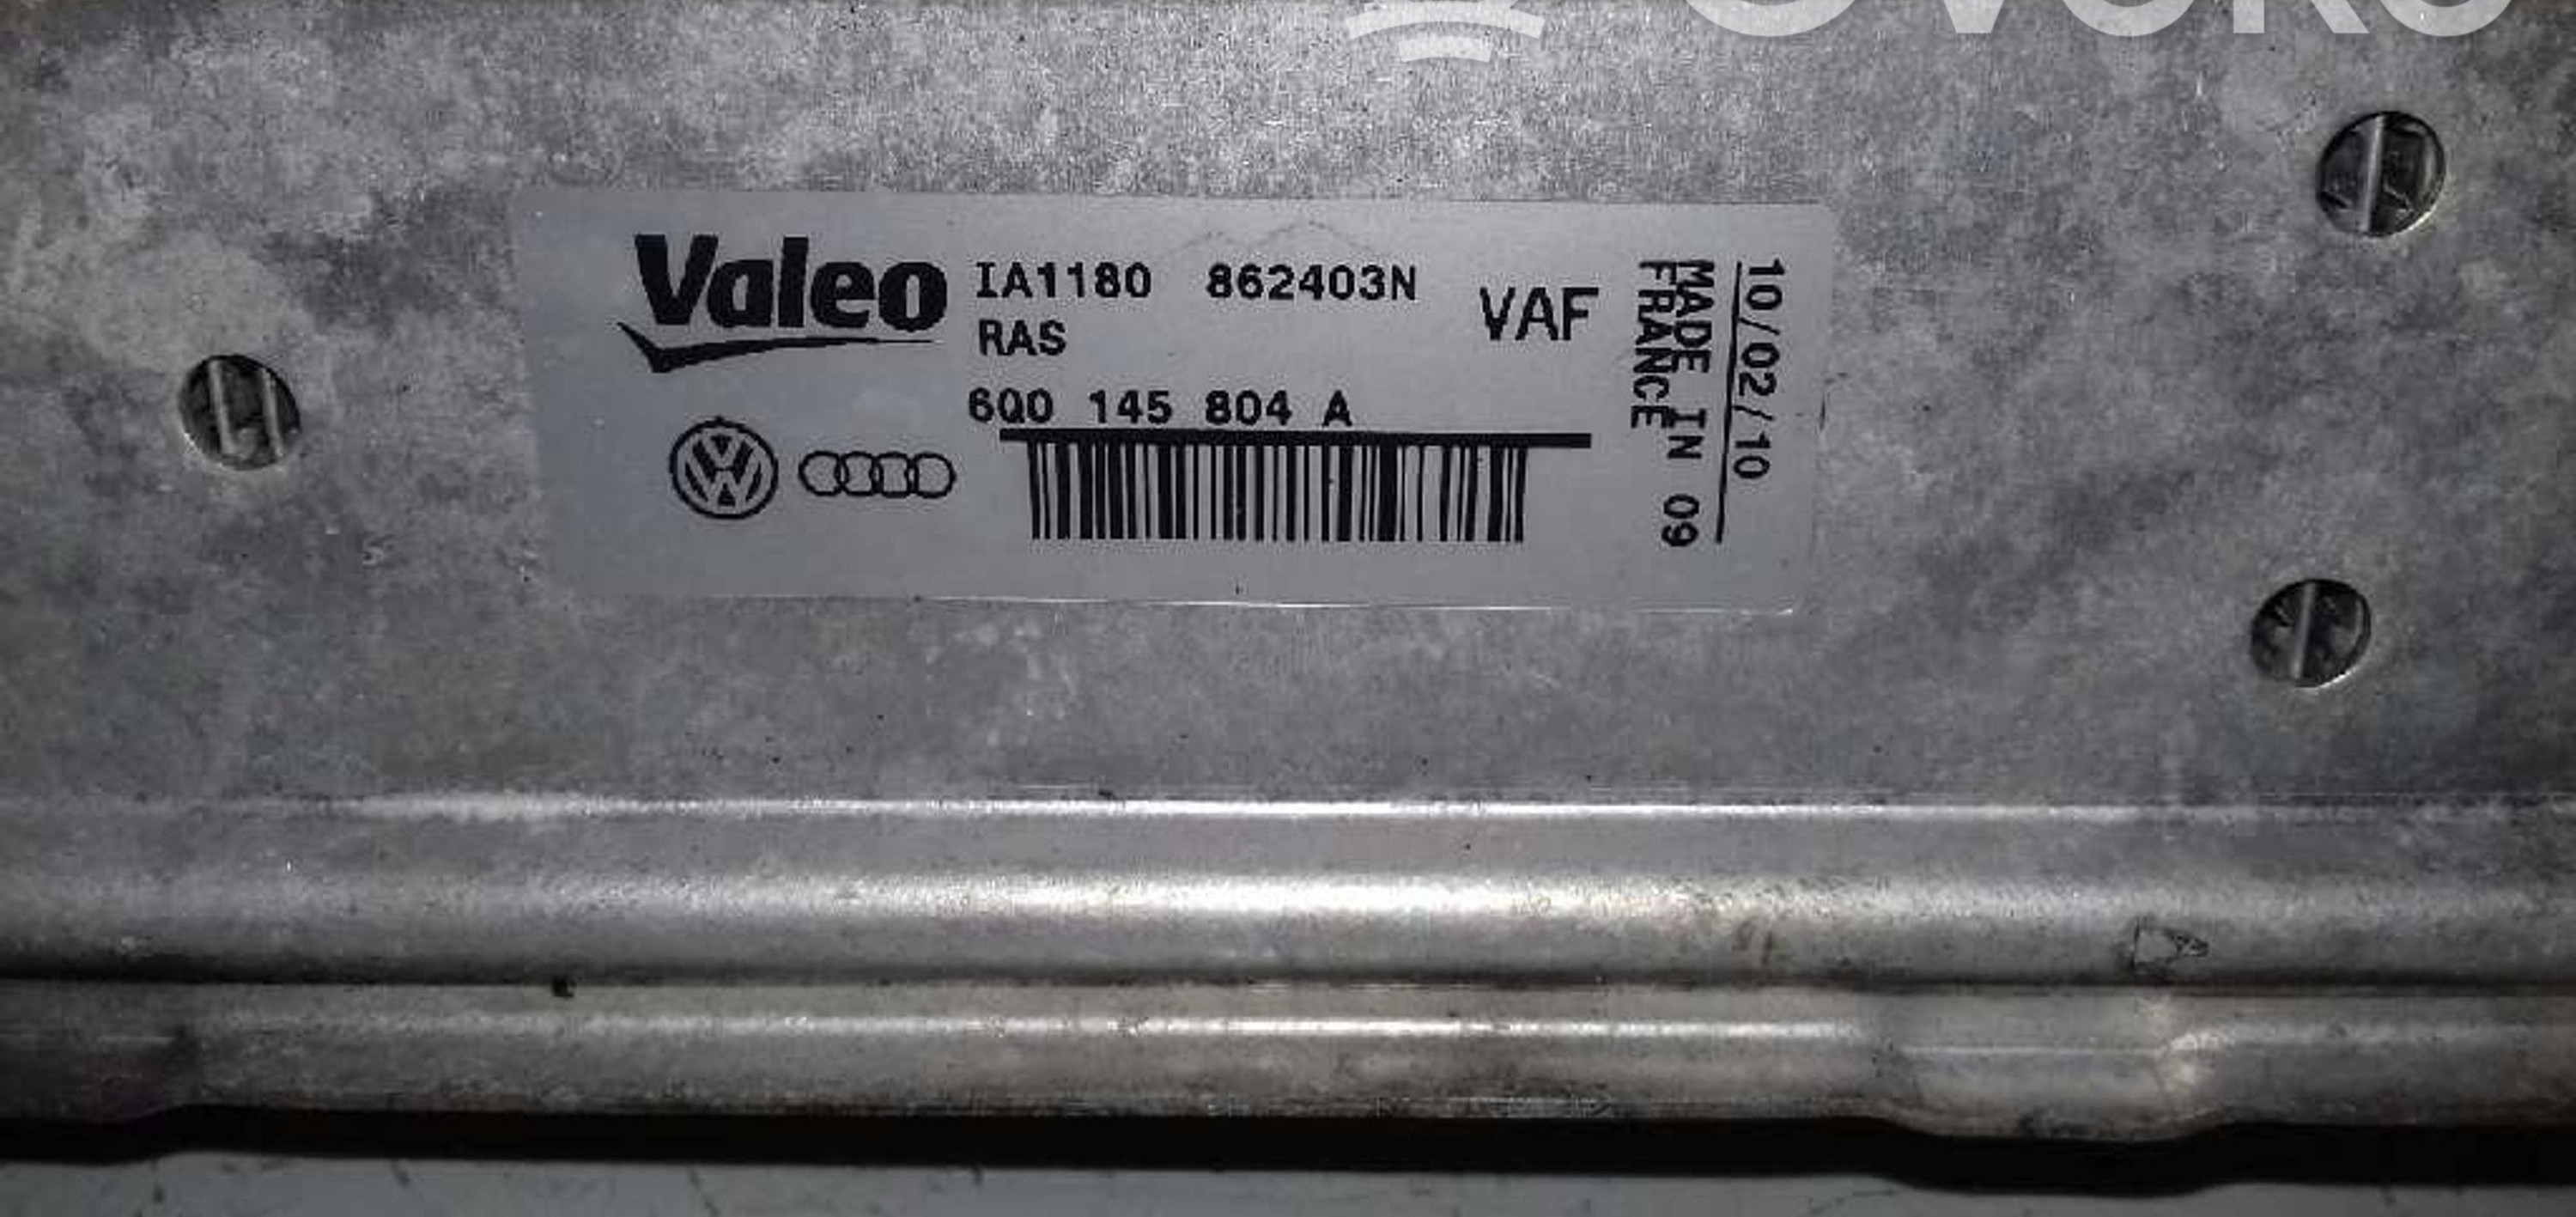 Valeo
IA1180 862403N
RAS
VAF
6Q0 145 804 A
10/02/10
MADE IN 09
FRANCE